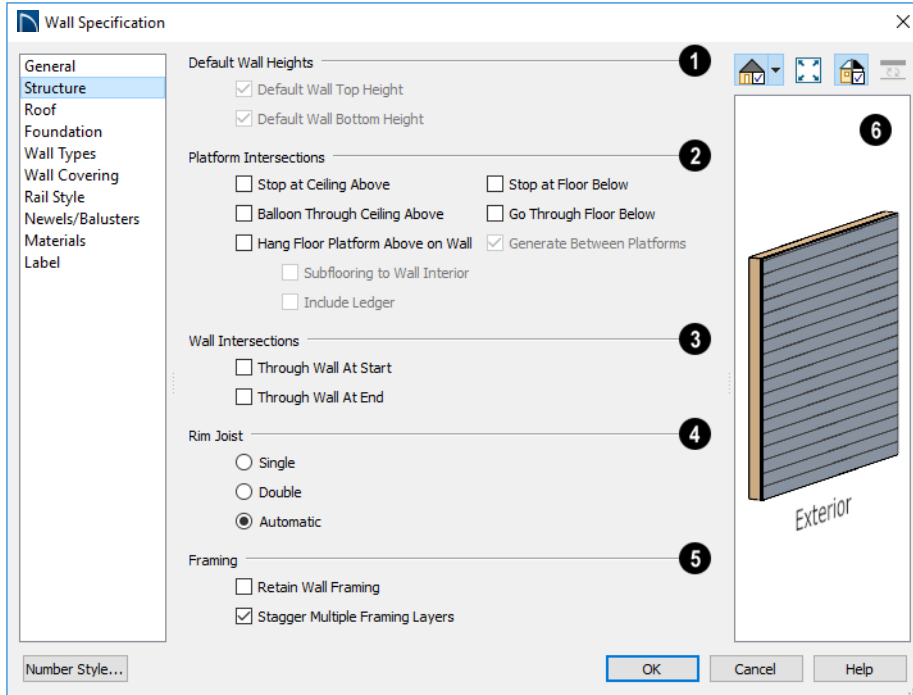 Wall Specification
General
Structure
Roof
Foundation
Wall Types
Wall Covering
Rail Style
Newels/Balusters
Materials
Label
Default Wall Heights 1
Default Wall Top Height
Default Wall Bottom Height
Platform Intersections 2
Stop at Ceiling Above Stop at Floor Below
Balloon Through Ceiling Above Go Through Floor Below
Hang Floor Platform Above on Wall Generate Between Platforms
Subflooring to Wall Interior
Include Ledger
Wall Intersections 3
Through Wall At Start
Through Wall At End
Rim Joist 4
Single
Double
Automatic
Framing 5
Retain Wall Framing
Stagger Multiple Framing Layers
6
Exterior
Number Style... OK Cancel Help